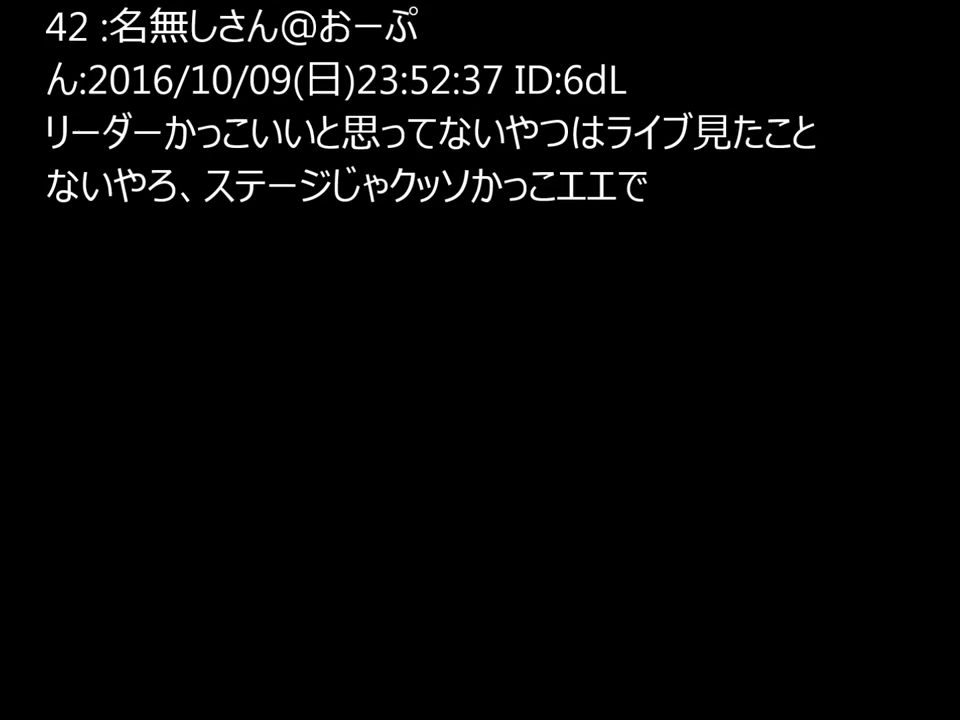 42 :名無しさん@おーぷ
ん:2016/10/09(日)23:52:37 ID:6dL
リーダーかっこいいと思ってないやつはライブ見たこと
ないやろ、ステージじゃクッソかっこエエで